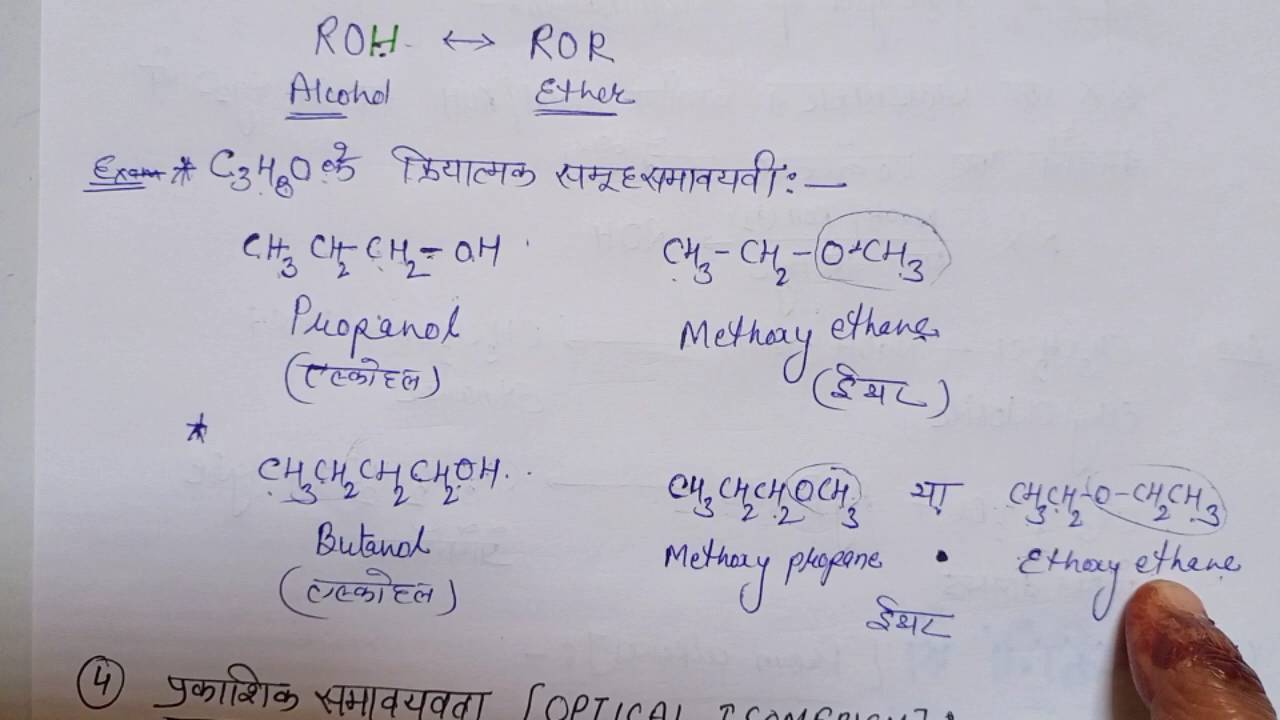 ROH ↔ ROR
Alcohol Ether
Exam * C3H8O के क्रियात्मक समूहसमावयवी:—
CH3 CH2 CH2-OH CH3-CH2-O-CH3
Propanol Methoxy ethane
(एल्कोहल) (ईथर)
* CH3CH2CH2CH2OH. CH3CH2CH2OCH3 या CH3CH2-O-CH2CH3
Butanol Methoxy propane • Ethoxy ethane
(एल्कोहल) ईथर
(4) प्रकाशिक समावयवता [OPTICAL ISOMERISM]: